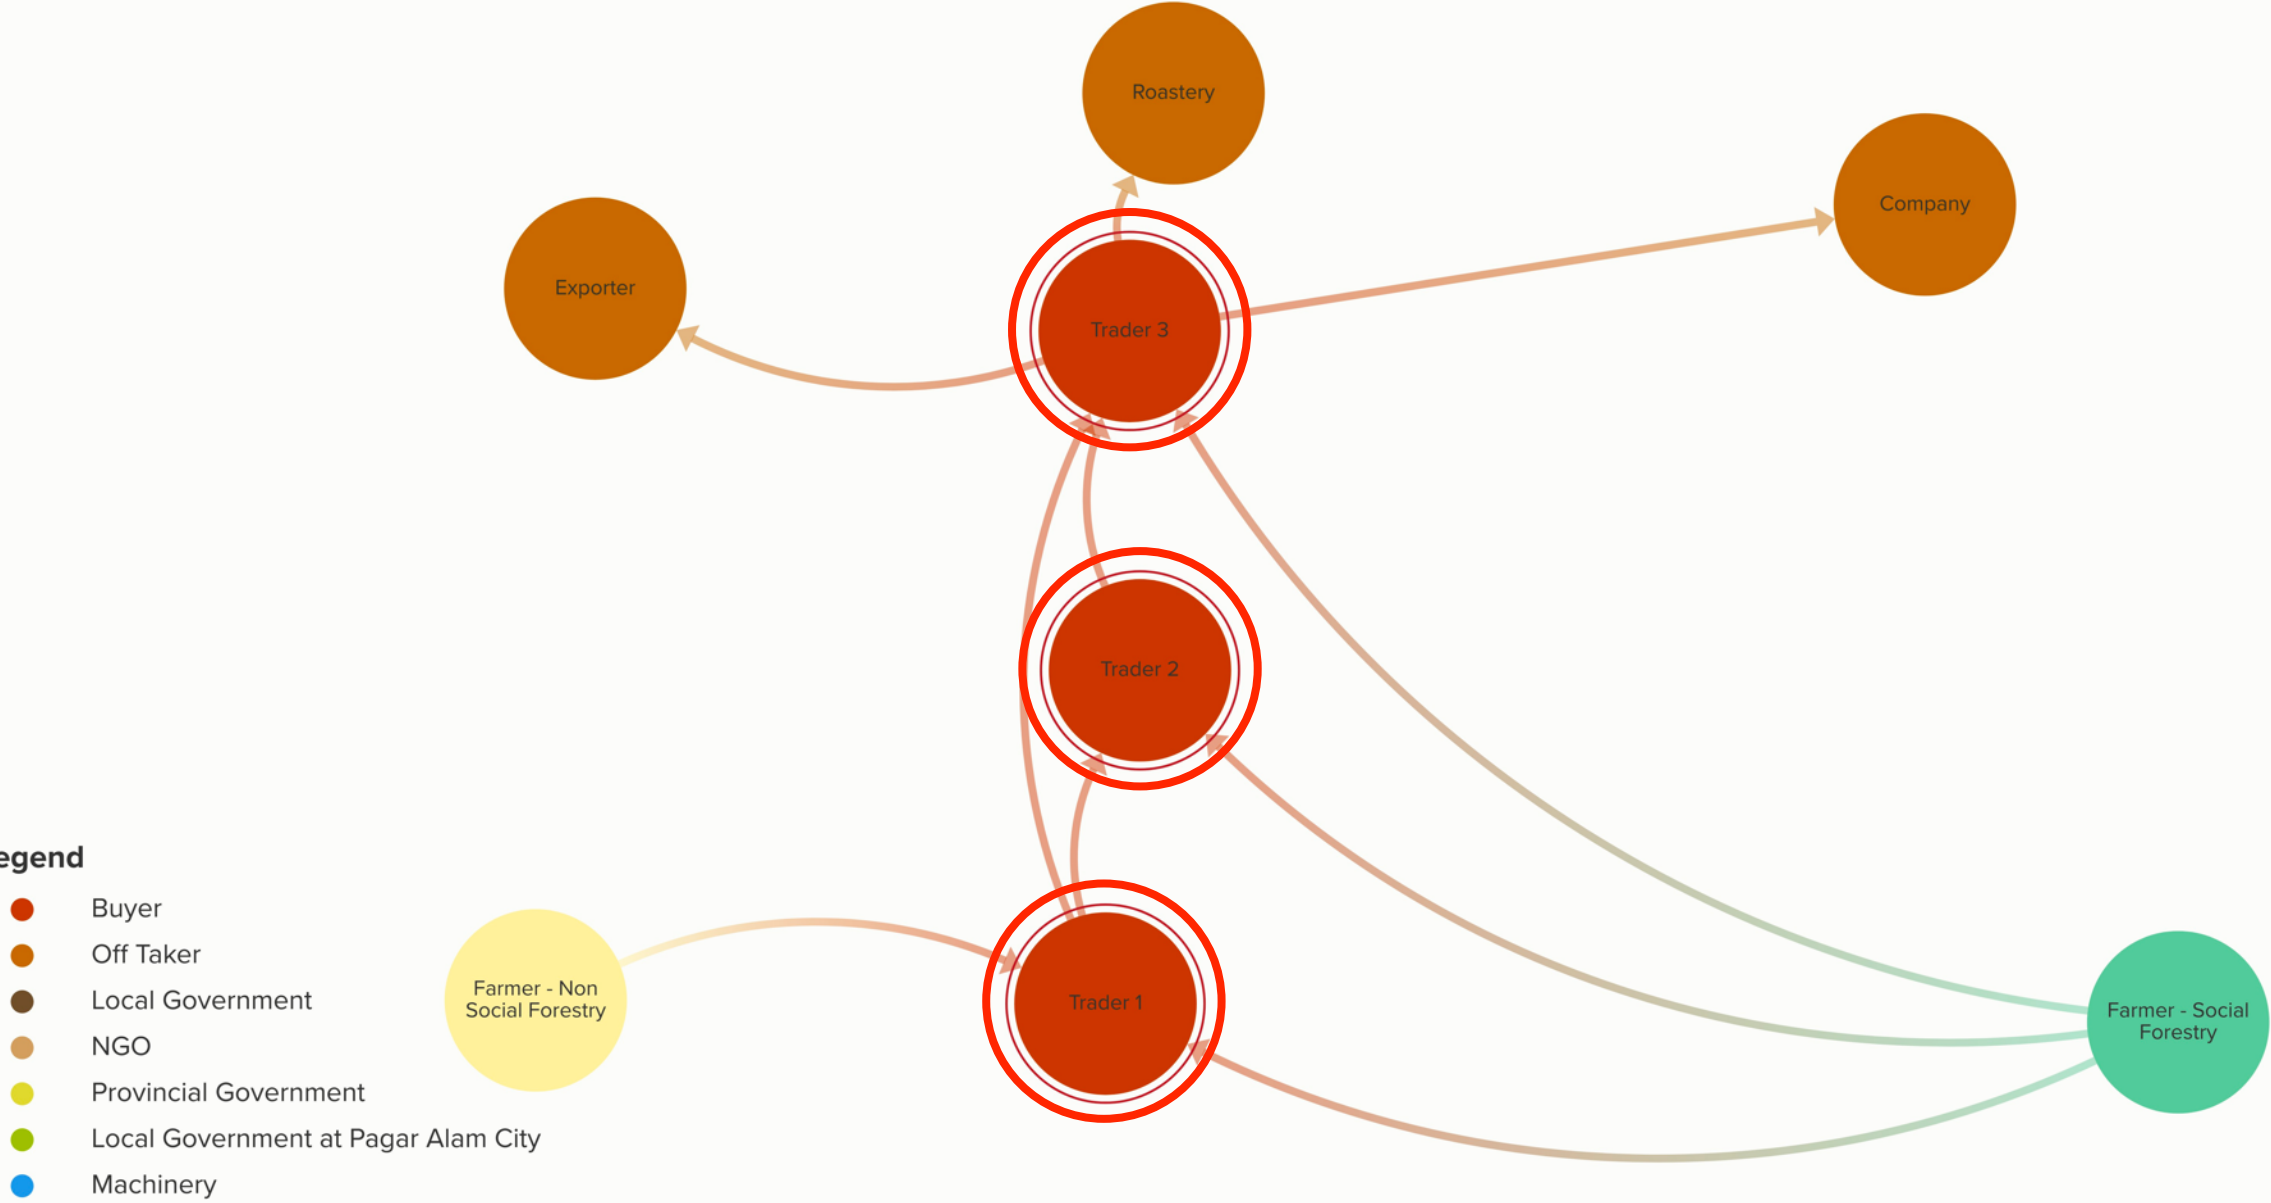 Roastery
Company
Exporter
Trader 3
Trader 2
egend
Buyer
Off Taker
Local Government
NGO
Provincial Government
Local Government at Pagar Alam City
Machinery
Farmer - Non
Social Forestry
Trader 1
Farmer - Social
Forestry